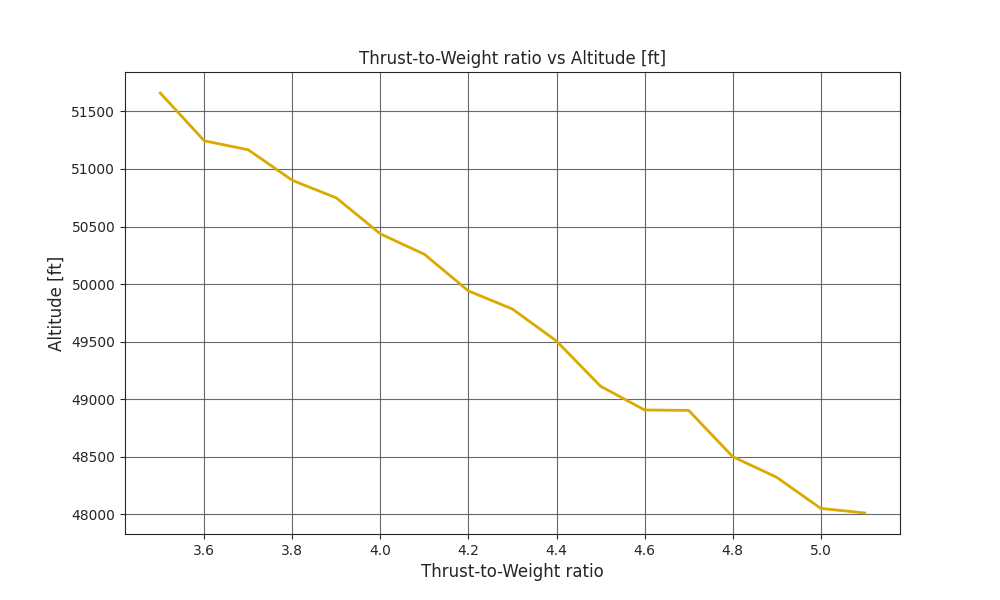 Thrust-to-Weight ratio vs Altitude [ft]
51500
51000
50500
50000
49500
49000
48500
48000
Altitude [ft]
3.6 3.8 4.0 4.2 4.4 4.6 4.8 5.0
Thrust-to-Weight ratio